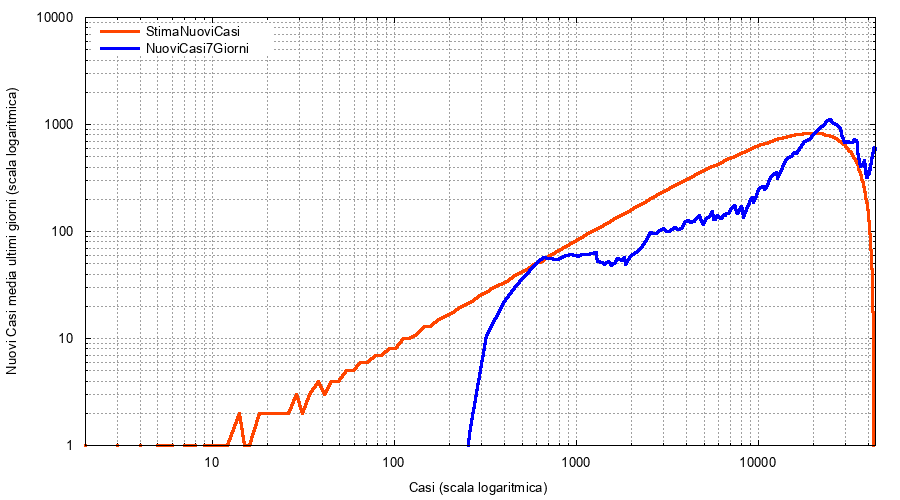 10000
1000
100
10
1
StimaNuoviCasi
NuoviCasi7Giorni
Nuovi Casi media ultimi giorni (scala logaritmica)
10
100
1000
10000
Casi (scala logaritmica)